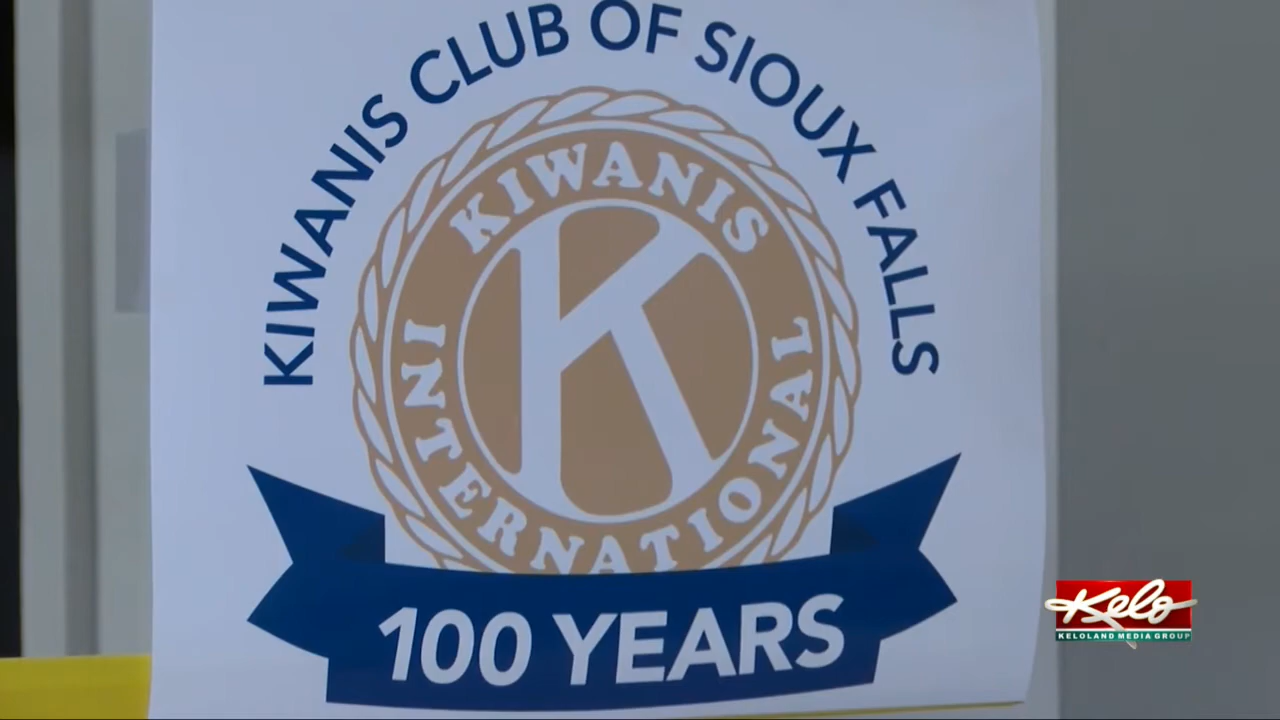 KIWANIS CLUB OF SIOUX FALLS
KIWANIS
K
INTERNATIONAL
100 YEARS
Kelo
KELOLAND MEDIA GROUP